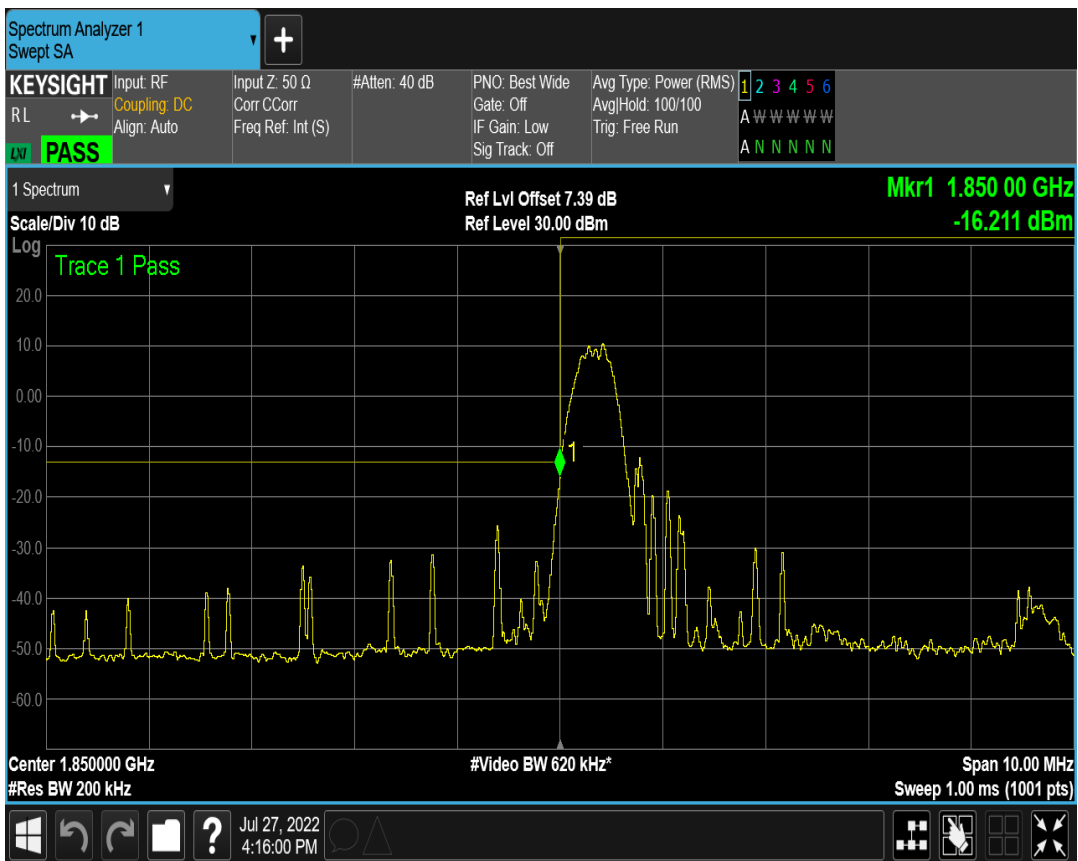 Spectrum Analyzer 1
Swept SA
+
KEYSIGHT
R L
LXI
PASS
Input: RF
Coupling: DC
Align: Auto
Input Z: 50 Ω
Corr CCorr
Freq Ref: Int (S)
#Atten: 40 dB
PNO: Best Wide
Gate: Off
IF Gain: Low
Sig Track: Off
Avg Type: Power (RMS)
Avg|Hold: 100/100
Trig: Free Run
1 2 3 4 5 6
A W W W W W
A N N N N N
1 Spectrum
Scale/Div 10 dB
Ref Lvl Offset 7.39 dB
Ref Level 30.00 dBm
Mkr1 1.850 00 GHz
-16.211 dBm
Log
Trace 1 Pass
20.0
10.0
0.00
-10.0
-20.0
-30.0
-40.0
-50.0
-60.0
1
Center 1.850000 GHz
#Res BW 200 kHz
#Video BW 620 kHz*
Span 10.00 MHz
Sweep 1.00 ms (1001 pts)
?
Jul 27, 2022
4:16:00 PM